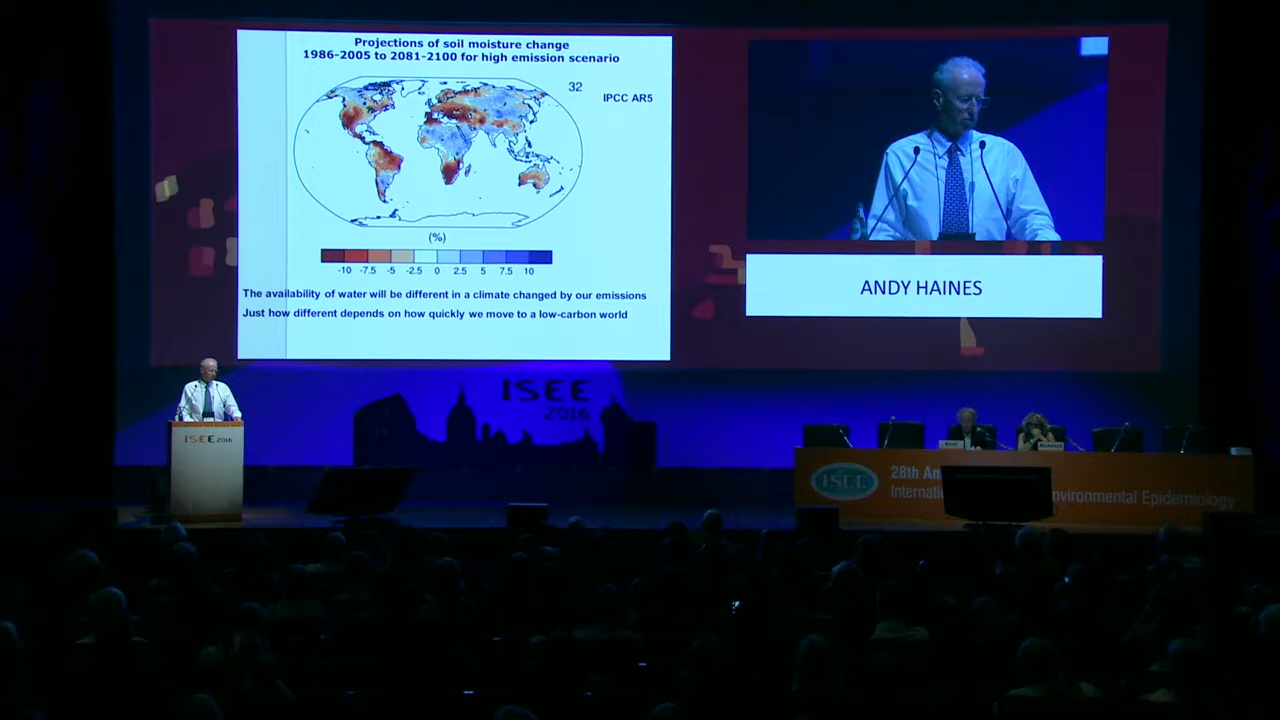 Projections of soil moisture change
1986-2005 to 2081-2100 for high emission scenario
32
IPCC AR5
(%)
-10 -7.5 -5 -2.5 0 2.5 5 7.5 10
The availability of water will be different in a climate changed by our emissions
Just how different depends on how quickly we move to a low-carbon world
ANDY HAINES
ISEE
2016
ISEE 2016
ISEE
28th An
Internati
nvironmental Epidemiology